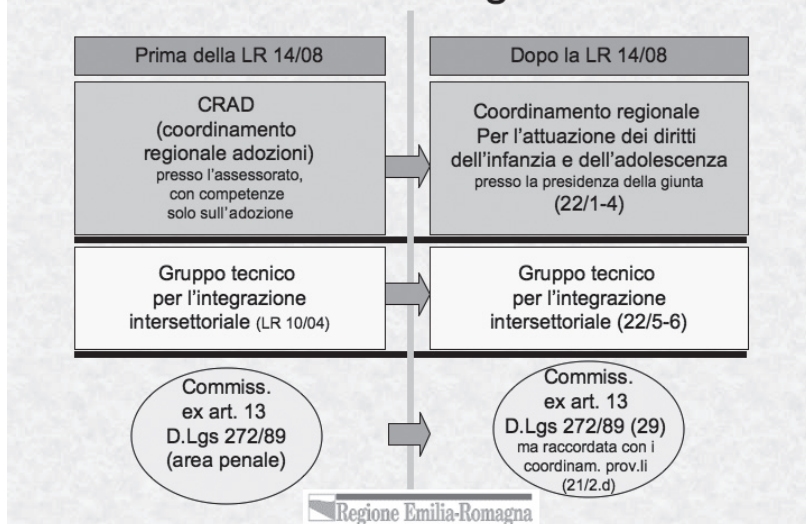 Prima della LR 14/08
Dopo la LR 14/08
CRAD
(coordinamento
regionale adozioni)
presso l'assessorato,
con competenze
solo sull'adozione
Coordinamento regionale
Per l'attuazione dei diritti
dell'infanzia e dell'adolescenza
presso la presidenza della giunta
(22/1-4)
Gruppo tecnico
per l'integrazione
intersettoriale (LR 10/04)
Gruppo tecnico
per l'integrazione
intersettoriale (22/5-6)
Commiss.
ex art. 13
D.Lgs 272/89
(area penale)
Commiss.
ex art. 13
D.Lgs 272/89 (29)
ma raccordata con i
coordinam. prov.li
(21/2.d)
Regione Emilia-Romagna